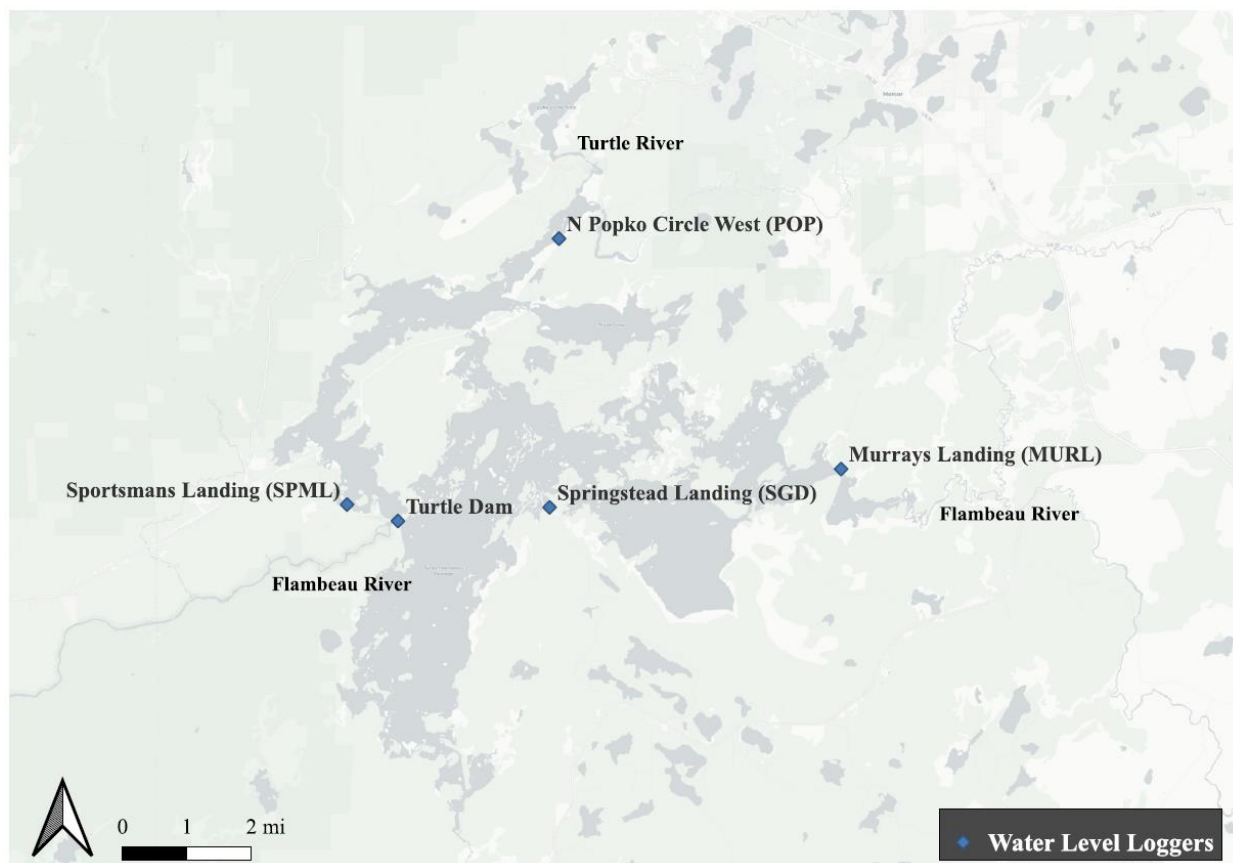 Mercer
Turtle River
N Popko Circle West (POP)
Murrays Landing (MURL)
Sportsmans Landing (SPML)
Springstead Landing (SGD)
Turtle Dam
Flambeau River
Flambeau River
0 1 2 mi
Water Level Loggers